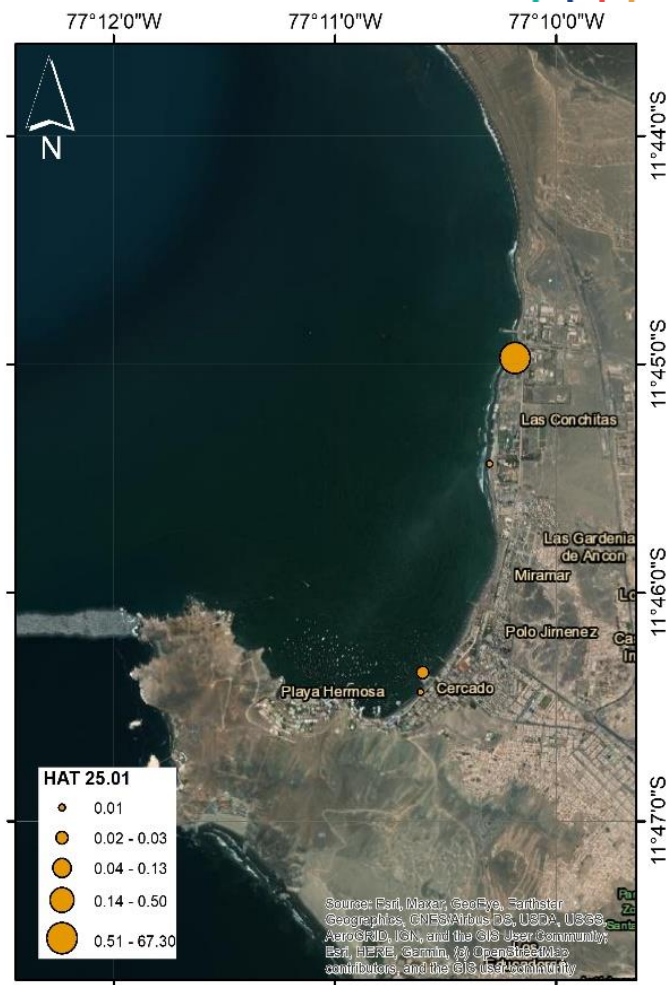 77°12'0"W 77°11'0"W 77°10'0"W
N
11°44'0"S
11°45'0"S
Las Conchitas
Las Gardenia
de Ancon
Miramar
11°46'0"S
Polo Jimenez
Playa Hermosa
Cercado
11°47'0"S
HAT 25.01
0.01
0.02 - 0.03
0.04 - 0.13
0.14 - 0.50
0.51 - 67.30
Source: Esri, Maxar, GeoEye, Earthstar
Geographics, CNES/Airbus DS, USDA, USGS,
AeroGRID, IGN, and the GIS User Community;
Esri, HERE, Garmin, (c) OpenStreetMap
contributors, and the GIS user community